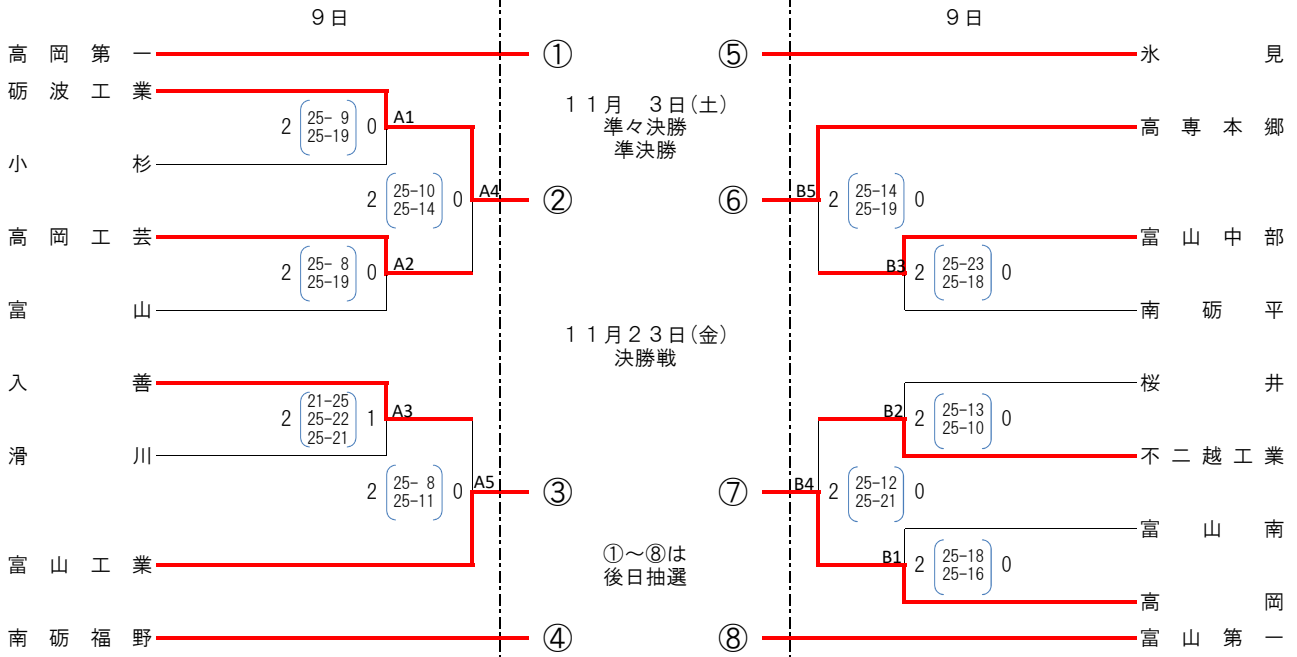 ９日
９日
高岡第一
①
⑤
氷見
砺波工業
１１月　３日(土)
準々決勝
準決勝
2
25- 9
25-19
0
A1
高専本郷
小杉
2
25-10
25-14
0
A4
②
⑥
B5
2
25-14
25-19
0
高岡工芸
富山中部
2
25- 8
25-19
0
A2
B3
2
25-23
25-18
0
富山
南砺平
１１月２３日(金)
決勝戦
入善
桜井
2
21-25
25-22
25-21
1
A3
B2
2
25-13
25-10
0
滑川
不二越工業
2
25- 8
25-11
0
A5
③
⑦
B4
2
25-12
25-21
0
富山南
①～⑧は
後日抽選
富山工業
B1
2
25-18
25-16
0
高岡
南砺福野
④
⑧
富山第一